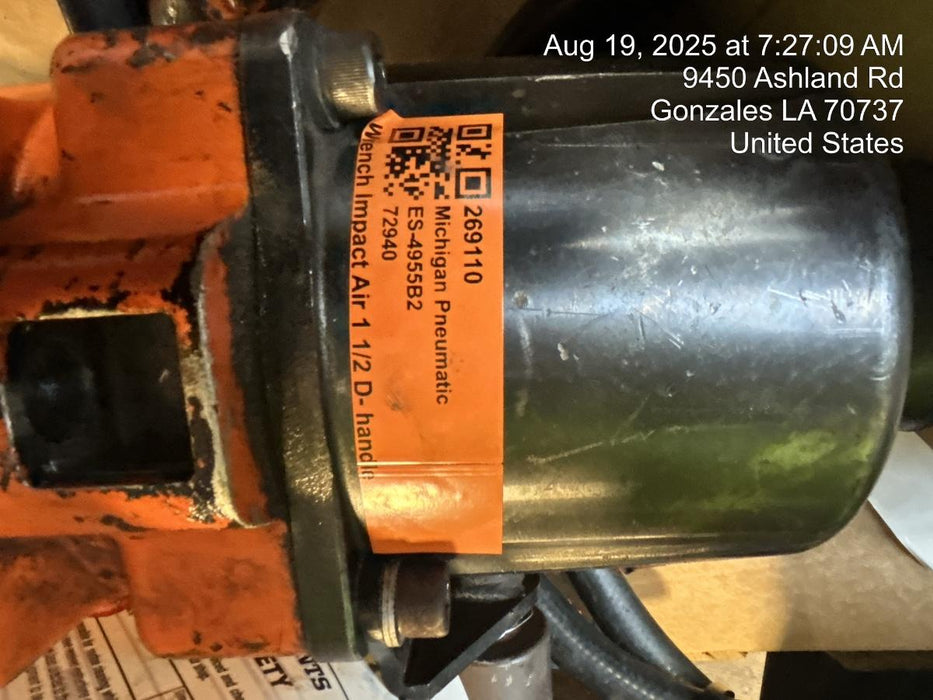 Aug 19, 2025 at 7:27:09 AM
9450 Ashland Rd
Gonzales LA 70737
United States
269110
Michigan Pneumatic
ES-4955B2
72940
Wench Impact Air 1 1/2 D- handle